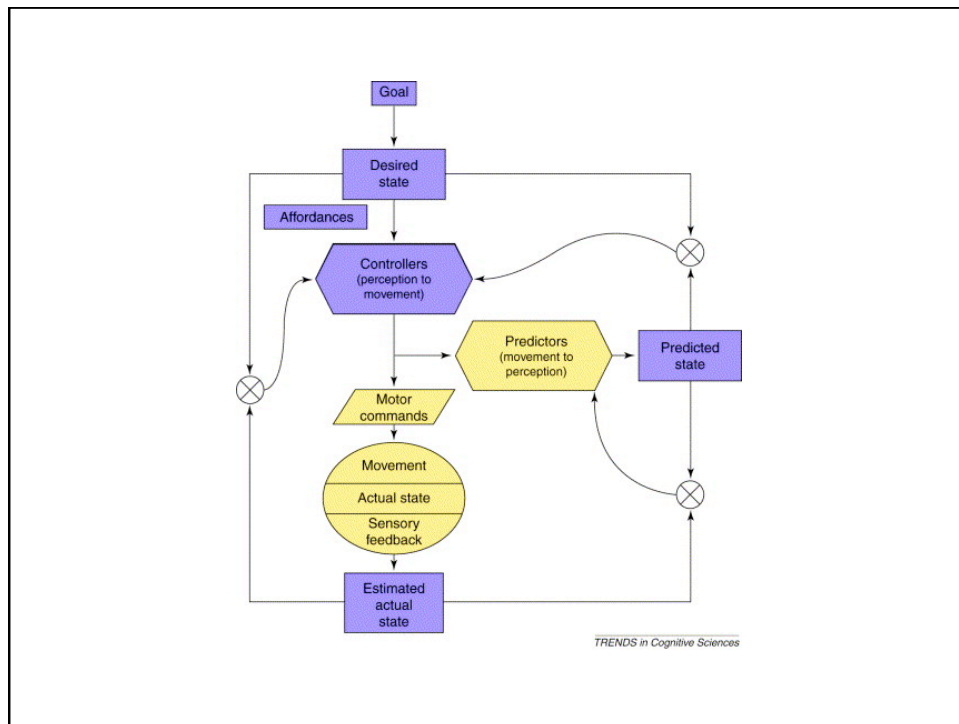 Goal
Desired
state
Affordances
Controllers
(perception to
movement)
Predictors
(movement to
perception)
Predicted
state
Motor
commands
Movement
Actual state
Sensory
feedback
Estimated
actual
state
TRENDS in Cognitive Sciences